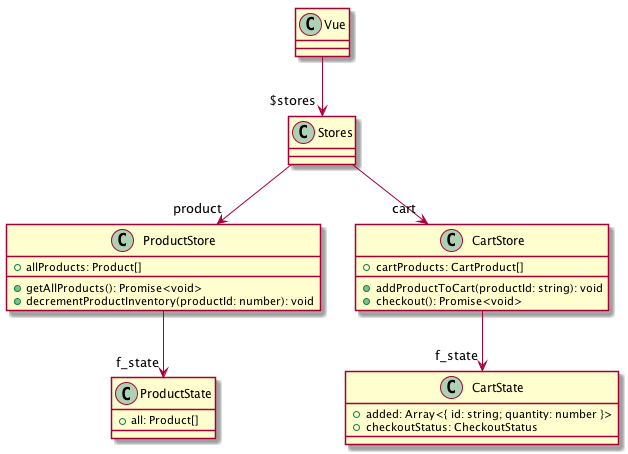 C Vue
$stores
C Stores
product
cart
C ProductStore
allProducts: Product[]
getAllProducts(): Promise<void>
decrementProductInventory(productId: number): void
C CartStore
cartProducts: CartProduct[]
addProductToCart(productId: string): void
checkout(): Promise<void>
f_state
f_state
C ProductState
all: Product[]
C CartState
added: Array<{ id: string; quantity: number }>
checkoutStatus: CheckoutStatus